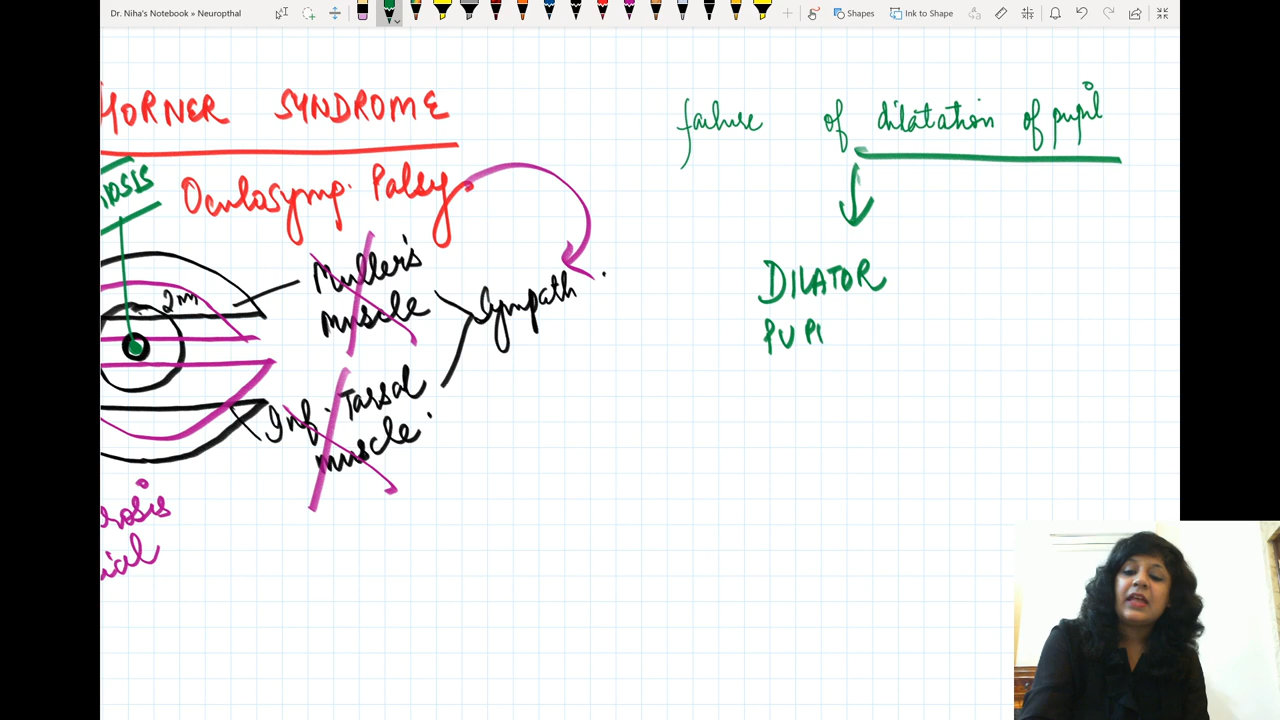 Dr. Niha's Notebook » Neuropthal
Shapes
Ink to Shape
HORNER SYNDROME
Oculosymp. Palsy
Muller's
muscle
Sympath.
2mm
Inf. Tarsal
muscle
failure of dilatation of pupil
DILATOR
PUPI